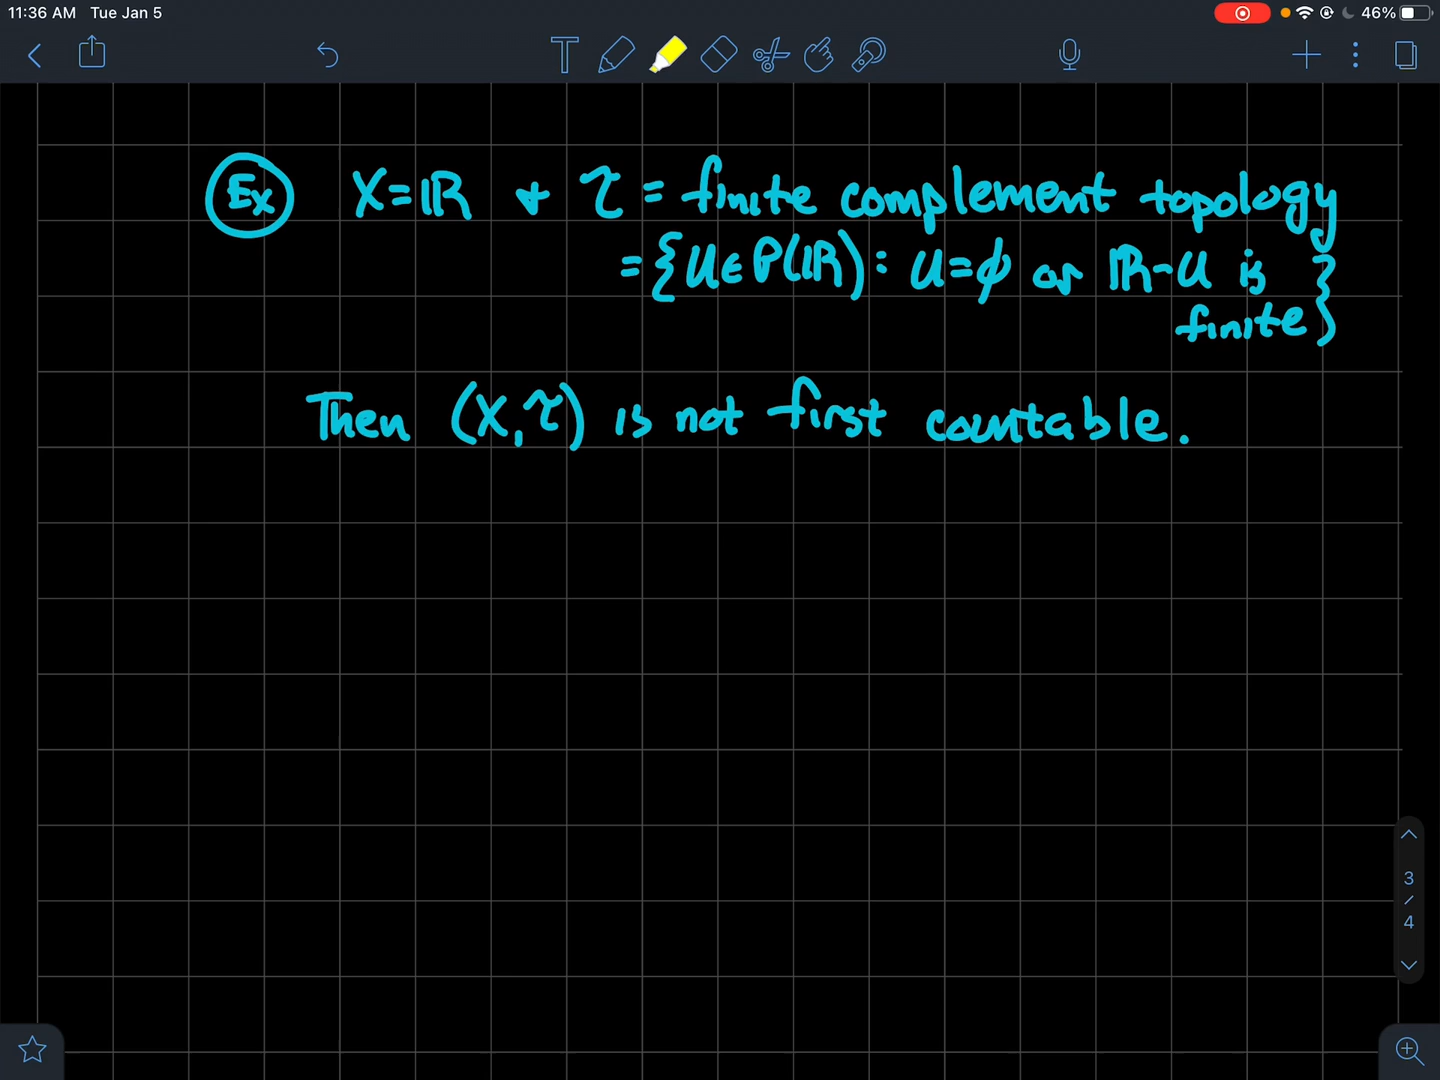 11:36 AM Tue Jan 5 46%
Ex X=ℝ + τ = finite complement topology
= {U∈P(ℝ): U=φ or ℝ-U is
finite}
Then (X,τ) is not first countable.
3
/
4